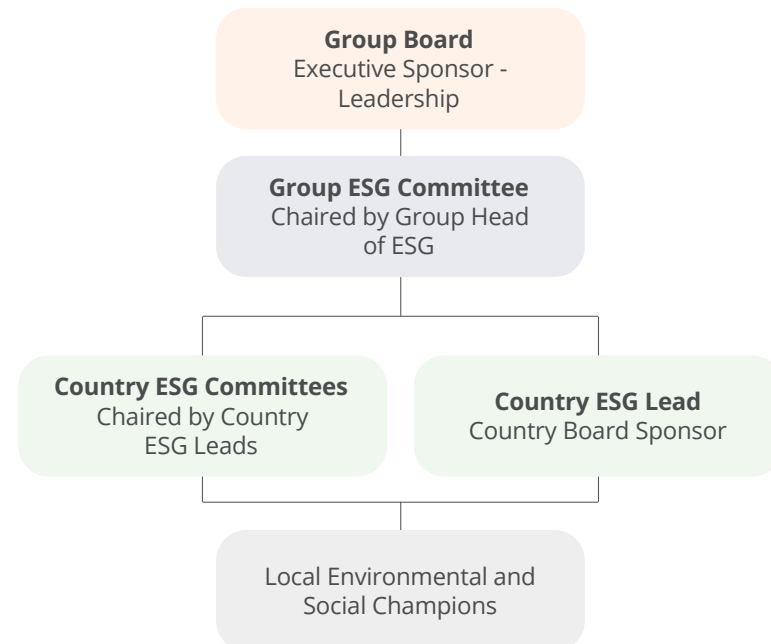 Group Board
Executive Sponsor -
Leadership
Group ESG Committee
Chaired by Group Head
of ESG
Country ESG Committees
Chaired by Country
ESG Leads
Country ESG Lead
Country Board Sponsor
Local Environmental and
Social Champions